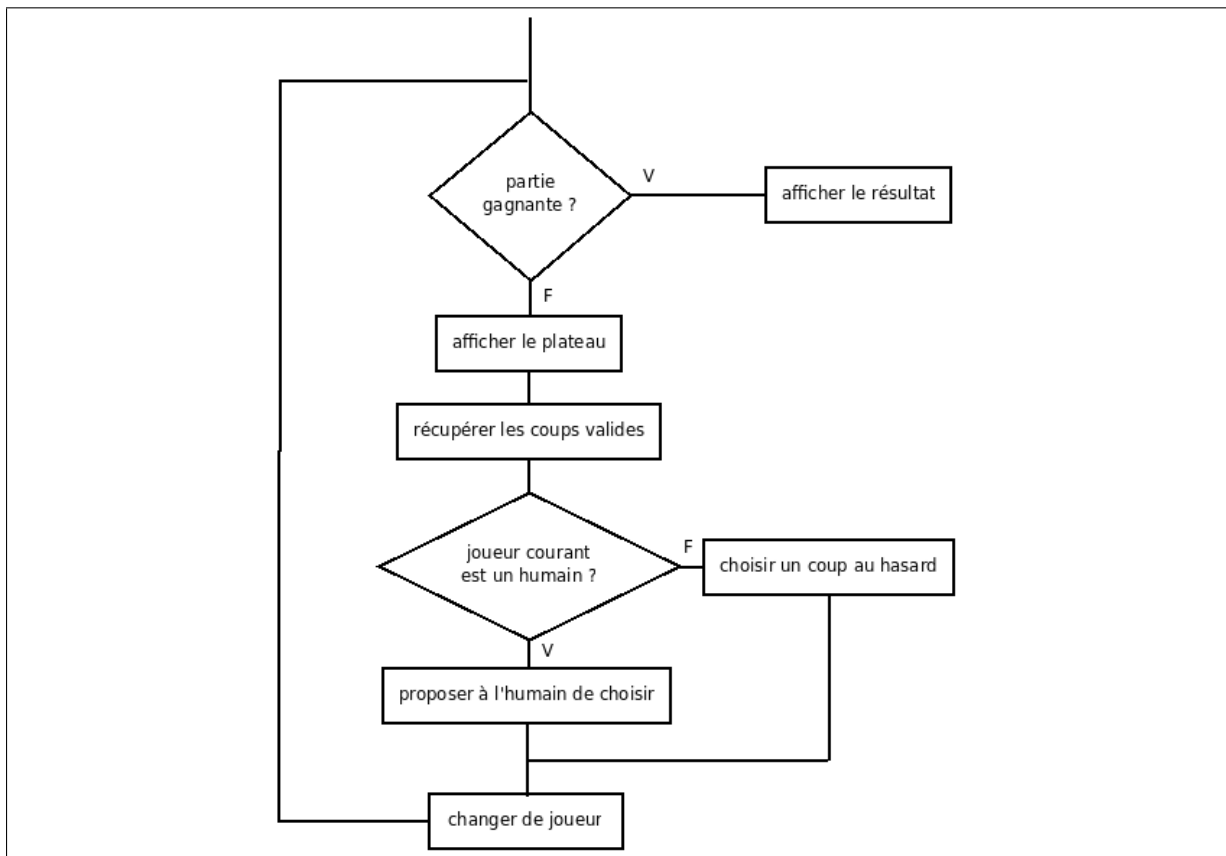 partie
gagnante ?
V
afficher le résultat
F
afficher le plateau
récupérer les coups valides
joueur courant
est un humain ?
F
choisir un coup au hasard
V
proposer à l'humain de choisir
changer de joueur